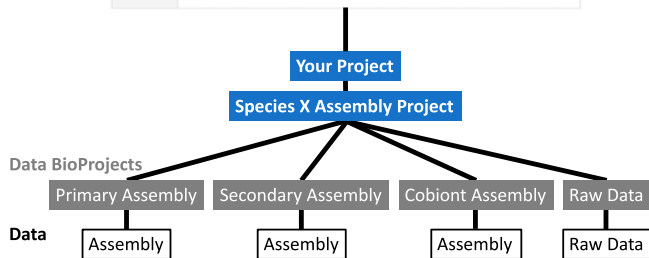 Your Project
Species X Assembly Project
Data BioProjects
Primary Assembly Secondary Assembly Cobiont Assembly Raw Data
Data
Assembly Assembly Assembly Raw Data